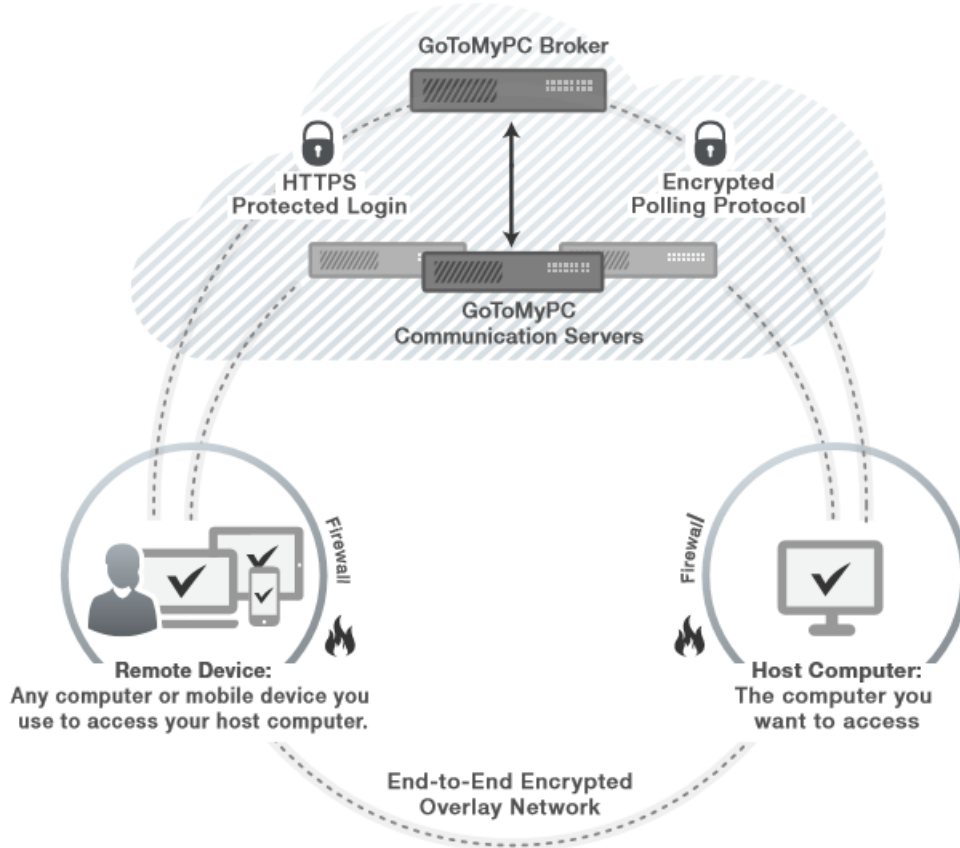 GoToMyPC Broker
HTTPS
Protected Login
Encrypted
Polling Protocol
GoToMyPC
Communication Servers
Firewall
Firewall
Remote Device:
Any computer or mobile device you
use to access your host computer.
Host Computer:
The computer you
want to access
End-to-End Encrypted
Overlay Network